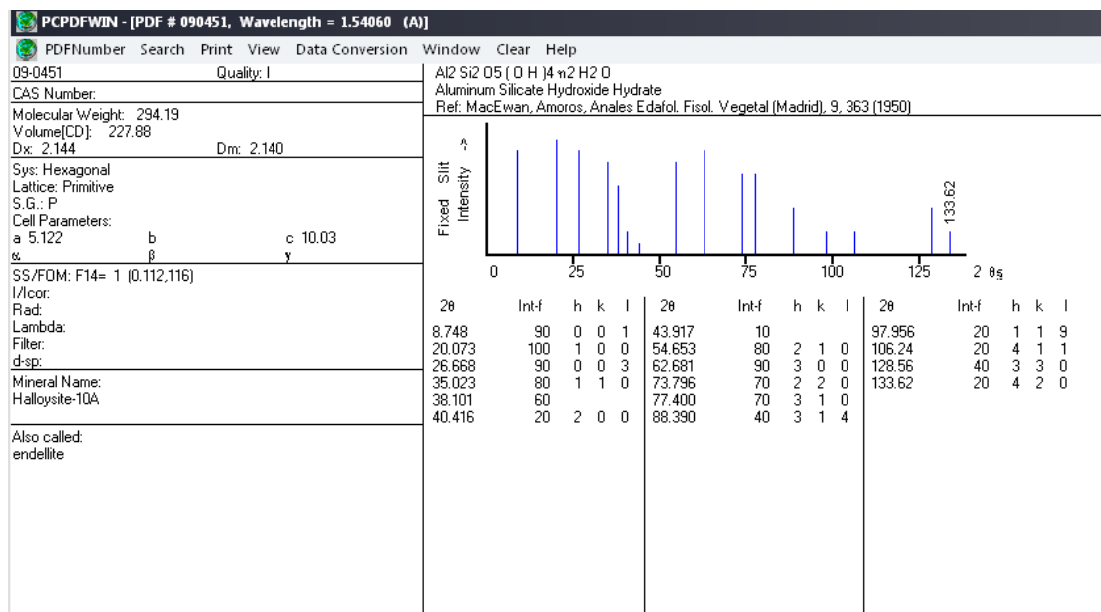 PCPDFWIN - [PDF # 090451, Wavelength = 1.54060 (A)]
PDFNumber Search Print View Data Conversion Window Clear Help
09-0451 Quality: I
CAS Number:
Molecular Weight: 294.19
Volume[CD]: 227.88
Dx: 2.144 Dm: 2.140
Sys: Hexagonal
Lattice: Primitive
S.G.: P
Cell Parameters:
a 5.122 b c 10.03
α β γ
SS/FOM: F14= 1 (0.112,116)
I/Icor:
Rad:
Lambda:
Filter:
d-sp:
Mineral Name:
Halloysite-10A
Also called:
endellite
Al2 Si2 O5 ( O H )4 ·n2 H2 O
Aluminum Silicate Hydroxide Hydrate
Ref: MacEwan, Amoros, Anales Edafol. Fisol. Vegetal (Madrid), 9, 363 (1950)
Fixed Slit
Intensity ->
133.62
0 25 50 75 100 125 2 θ§
2θ Int-f h k l 2θ Int-f h k l 2θ Int-f h k l
8.748 90 0 0 1 43.917 10 97.956 20 1 1 9
20.073 100 1 0 0 54.653 80 2 1 0 106.24 20 4 1 1
26.668 90 0 0 3 62.681 90 3 0 0 128.56 40 3 3 0
35.023 80 1 1 0 73.796 70 2 2 0 133.62 20 4 2 0
38.101 60 77.400 70 3 1 0
40.416 20 2 0 0 88.390 40 3 1 4